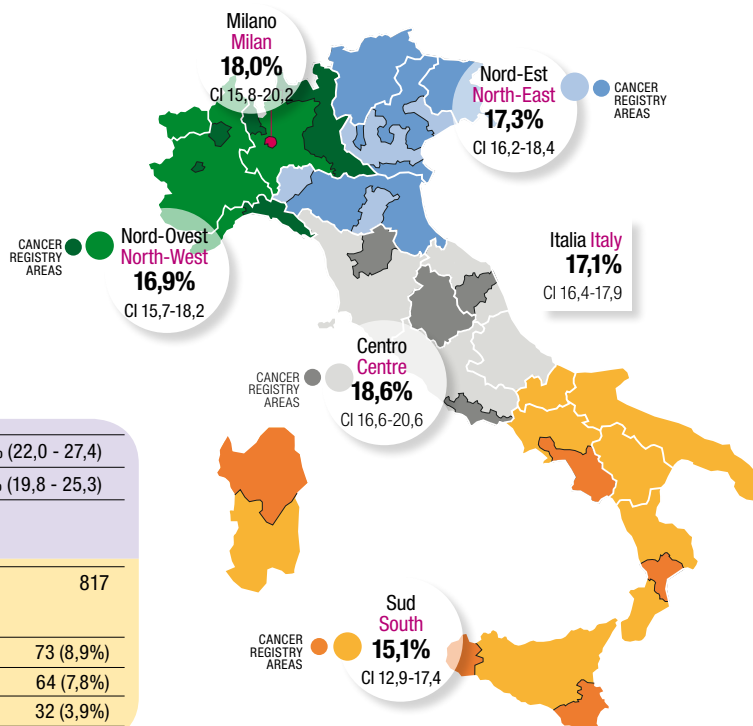 Milano
Milan
18,0%
CI 15,8-20,2
Nord-Est
North-East
17,3%
CI 16,2-18,4
CANCER
REGISTRY
AREAS
CANCER
REGISTRY
AREAS
Nord-Ovest
North-West
16,9%
CI 15,7-18,2
Italia Italy
17,1%
CI 16,4-17,9
CANCER
REGISTRY
AREAS
Centro
Centre
18,6%
CI 16,6-20,6
% (22,0 - 27,4)
% (19,8 - 25,3)
817
73 (8,9%)
64 (7,8%)
32 (3,9%)
CANCER
REGISTRY
AREAS
Sud
South
15,1%
CI 12,9-17,4